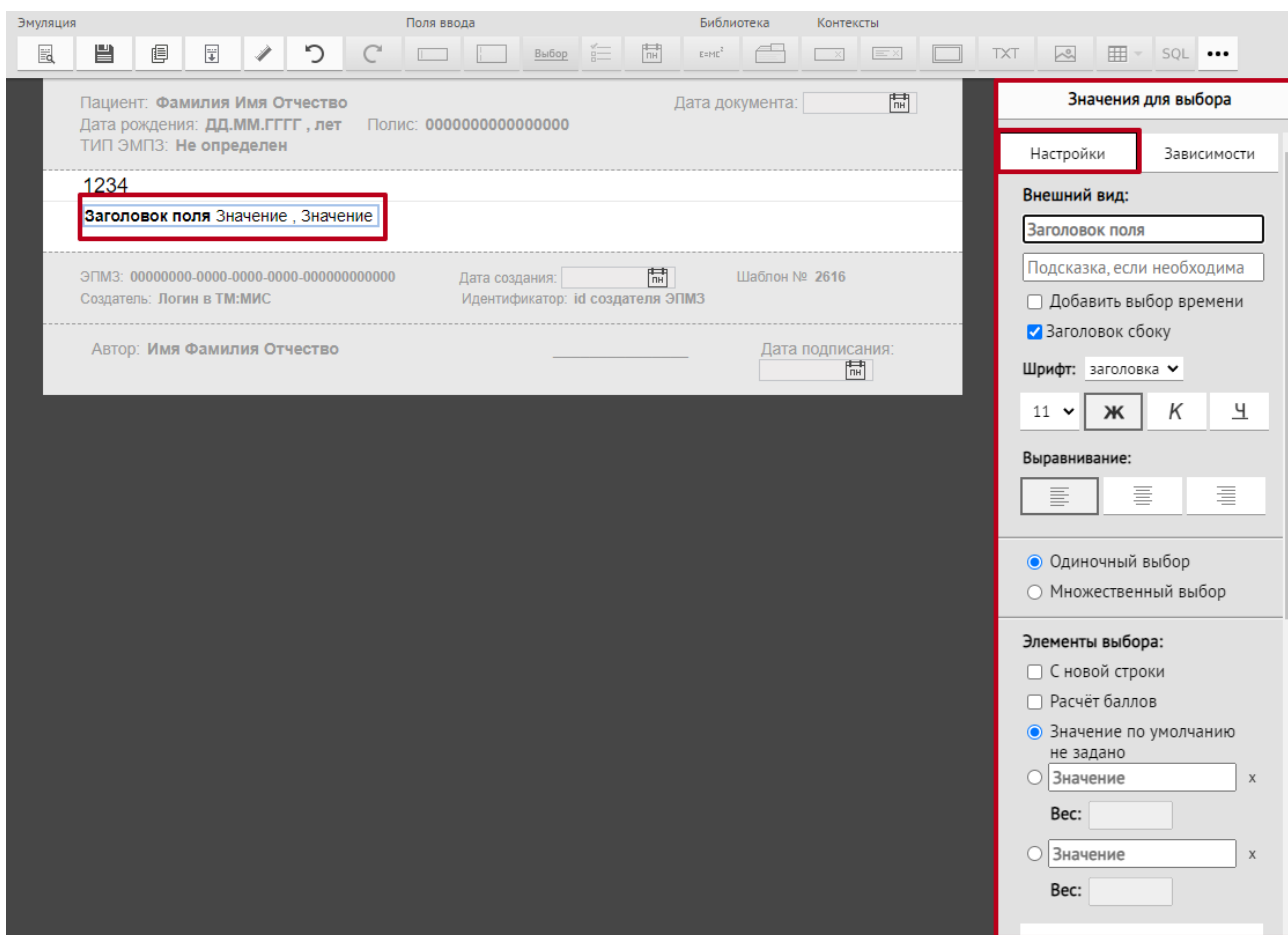 Эмуляция Поля ввода Библиотека Контексты
Выбор ПН E=MC² TXT SQL
Пациент: Фамилия Имя Отчество Дата документа: ПН
Дата рождения: ДД.ММ.ГГГГ , лет Полис: 0000000000000000
ТИП ЭМПЗ: Не определен
1234
Заголовок поля Значение , Значение
ЭПМЗ: 00000000-0000-0000-0000-000000000000 Дата создания: ПН Шаблон № 2616
Создатель: Логин в ТМ:МИС Идентификатор: id создателя ЭПМЗ
Автор: Имя Фамилия Отчество Дата подписания:
ПН
Значения для выбора
Настройки Зависимости
Внешний вид:
Заголовок поля
Подсказка, если необходима
Добавить выбор времени
Заголовок сбоку
Шрифт: заголовка
11 Ж К Ч
Выравнивание:
Одиночный выбор
Множественный выбор
Элементы выбора:
С новой строки
Расчёт баллов
Значение по умолчанию
не задано
Значение x
Вес:
Значение x
Вес: